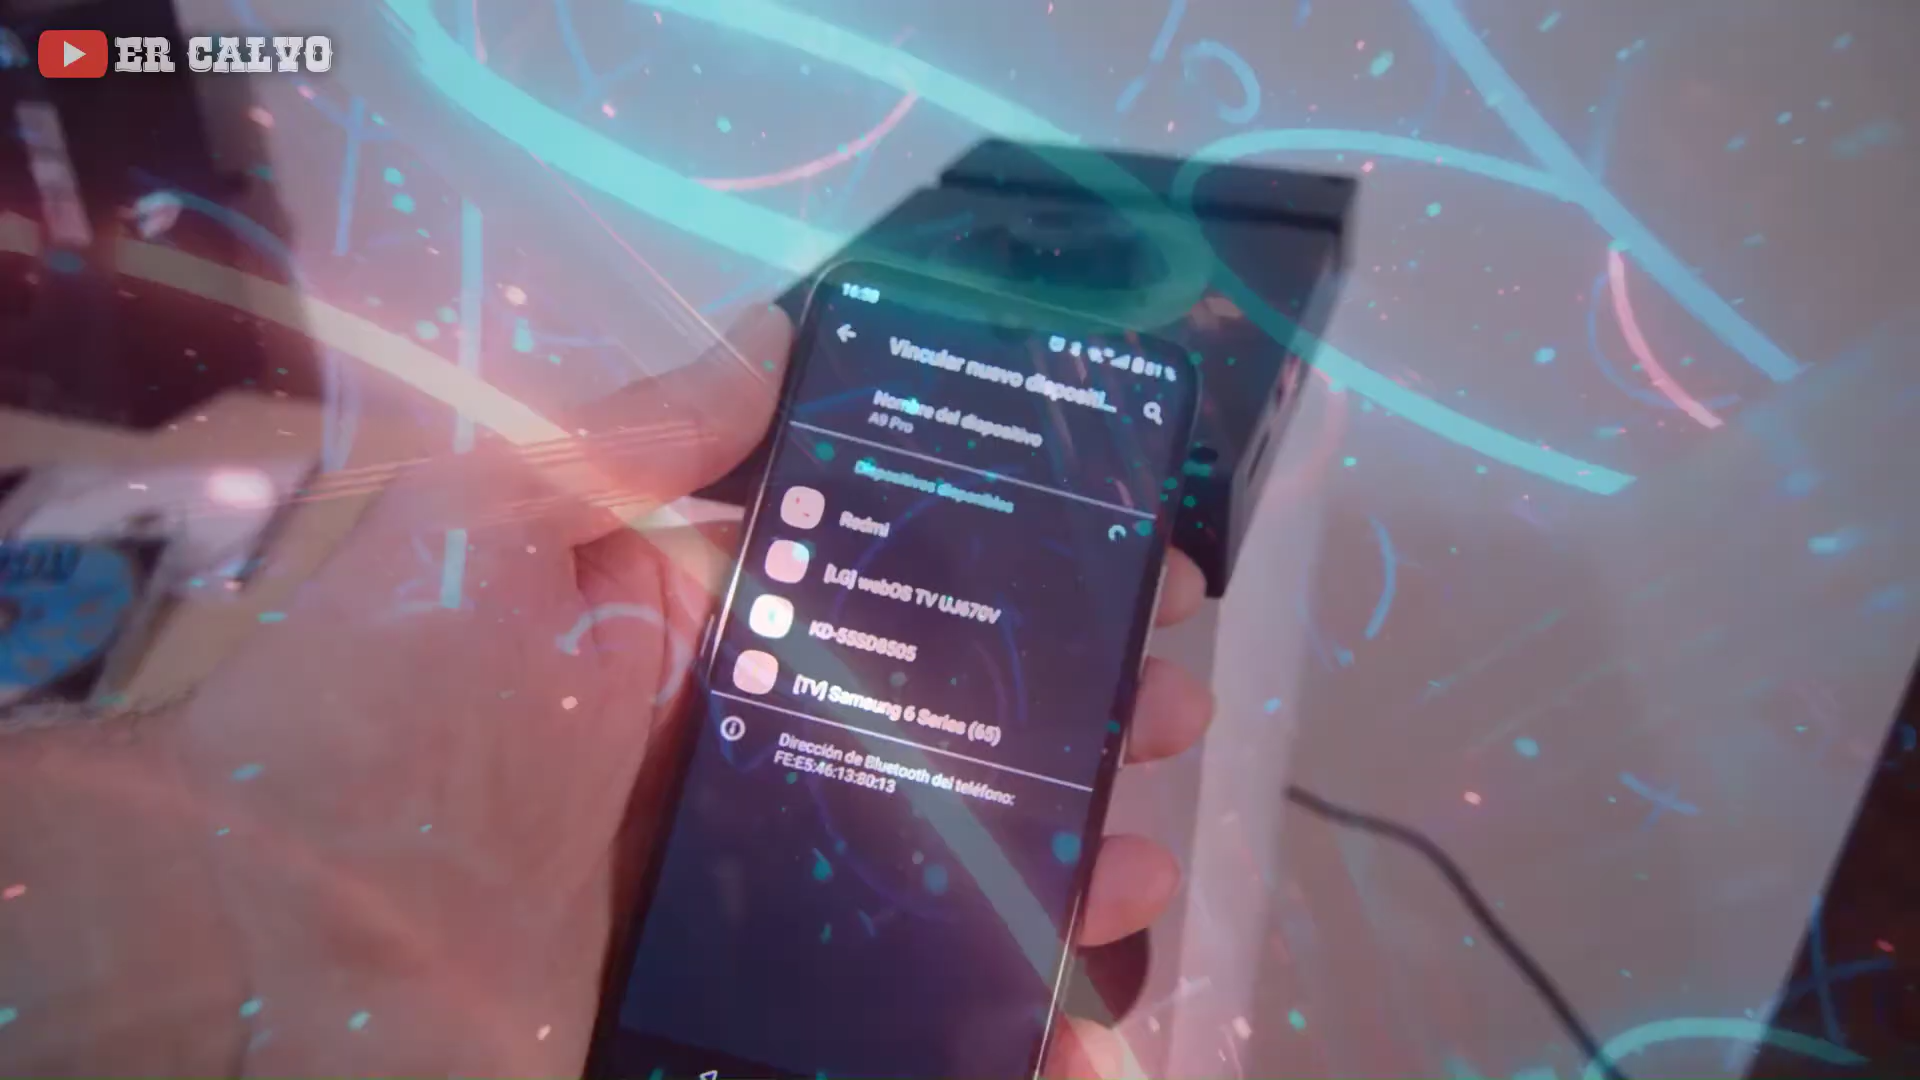 ER CALVO
16:38
Vincular nuevo dispositi...
Nombre del dispositivo
A9 Pro
Dispositivos disponibles
Redmi
[LG] webOS TV UJ670V
KD-55SD8505
[TV] Samsung 6 Series (65)
Dirección de Bluetooth del teléfono:
FE:E5:46:13:80:13